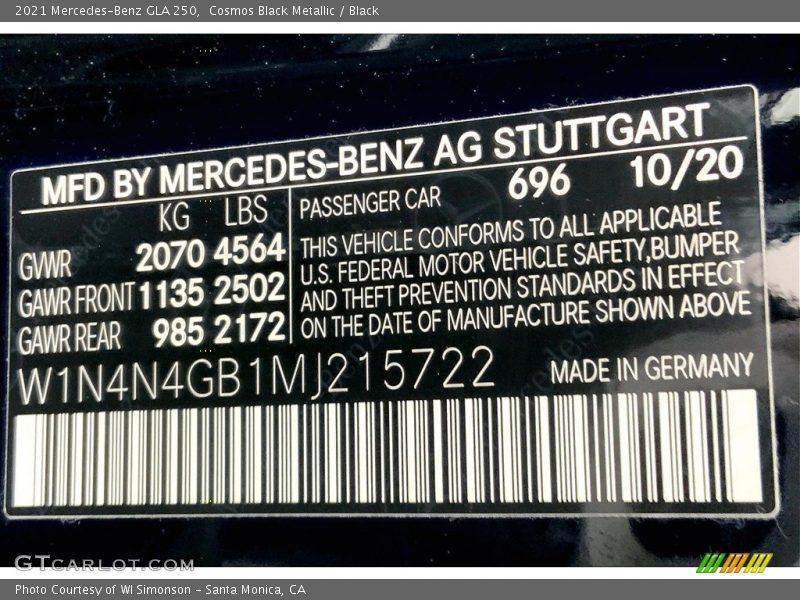 2021 Mercedes-Benz GLA 250,  Cosmos Black Metallic / Black
MFD BY MERCEDES-BENZ AG STUTTGART
KG LBS PASSENGER CAR 696 10/20
GWR 2070 4564
GAWR FRONT 1135 2502
GAWR REAR 985 2172
THIS VEHICLE CONFORMS TO ALL APPLICABLE
U.S. FEDERAL MOTOR VEHICLE SAFETY,BUMPER
AND THEFT PREVENTION STANDARDS IN EFFECT
ON THE DATE OF MANUFACTURE SHOWN ABOVE
W1N4N4GB1MJ215722 MADE IN GERMANY
GTCARLOT.COM
Photo Courtesy of WI Simonson - Santa Monica, CA